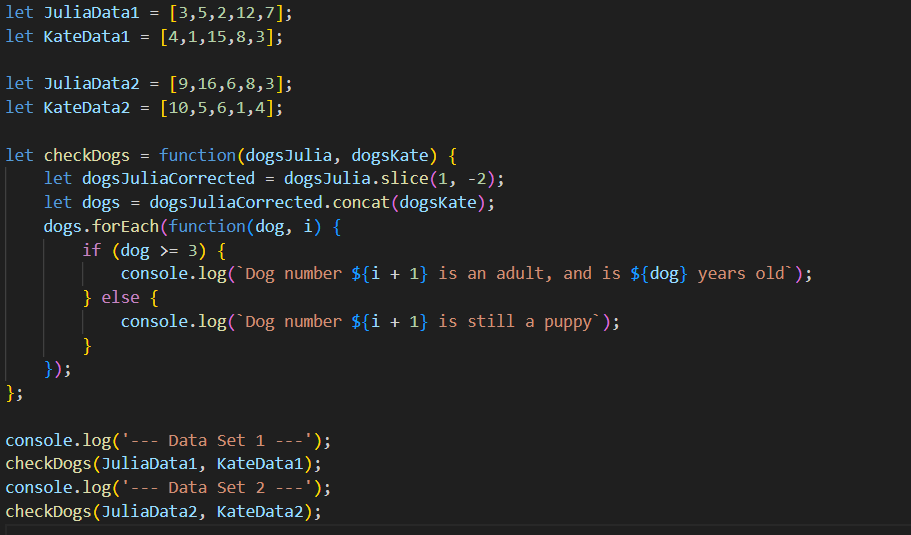 let JuliaData1 = [3,5,2,12,7];
let KateData1 = [4,1,15,8,3];

let JuliaData2 = [9,16,6,8,3];
let KateData2 = [10,5,6,1,4];

let checkDogs = function(dogsJulia, dogsKate) {
    let dogsJuliaCorrected = dogsJulia.slice(1, -2);
    let dogs = dogsJuliaCorrected.concat(dogsKate);
    dogs.forEach(function(dog, i) {
        if (dog >= 3) {
            console.log(`Dog number ${i + 1} is an adult, and is ${dog} years old`);
        } else {
            console.log(`Dog number ${i + 1} is still a puppy`);
        }
    });
};

console.log('--- Data Set 1 ---');
checkDogs(JuliaData1, KateData1);
console.log('--- Data Set 2 ---');
checkDogs(JuliaData2, KateData2);